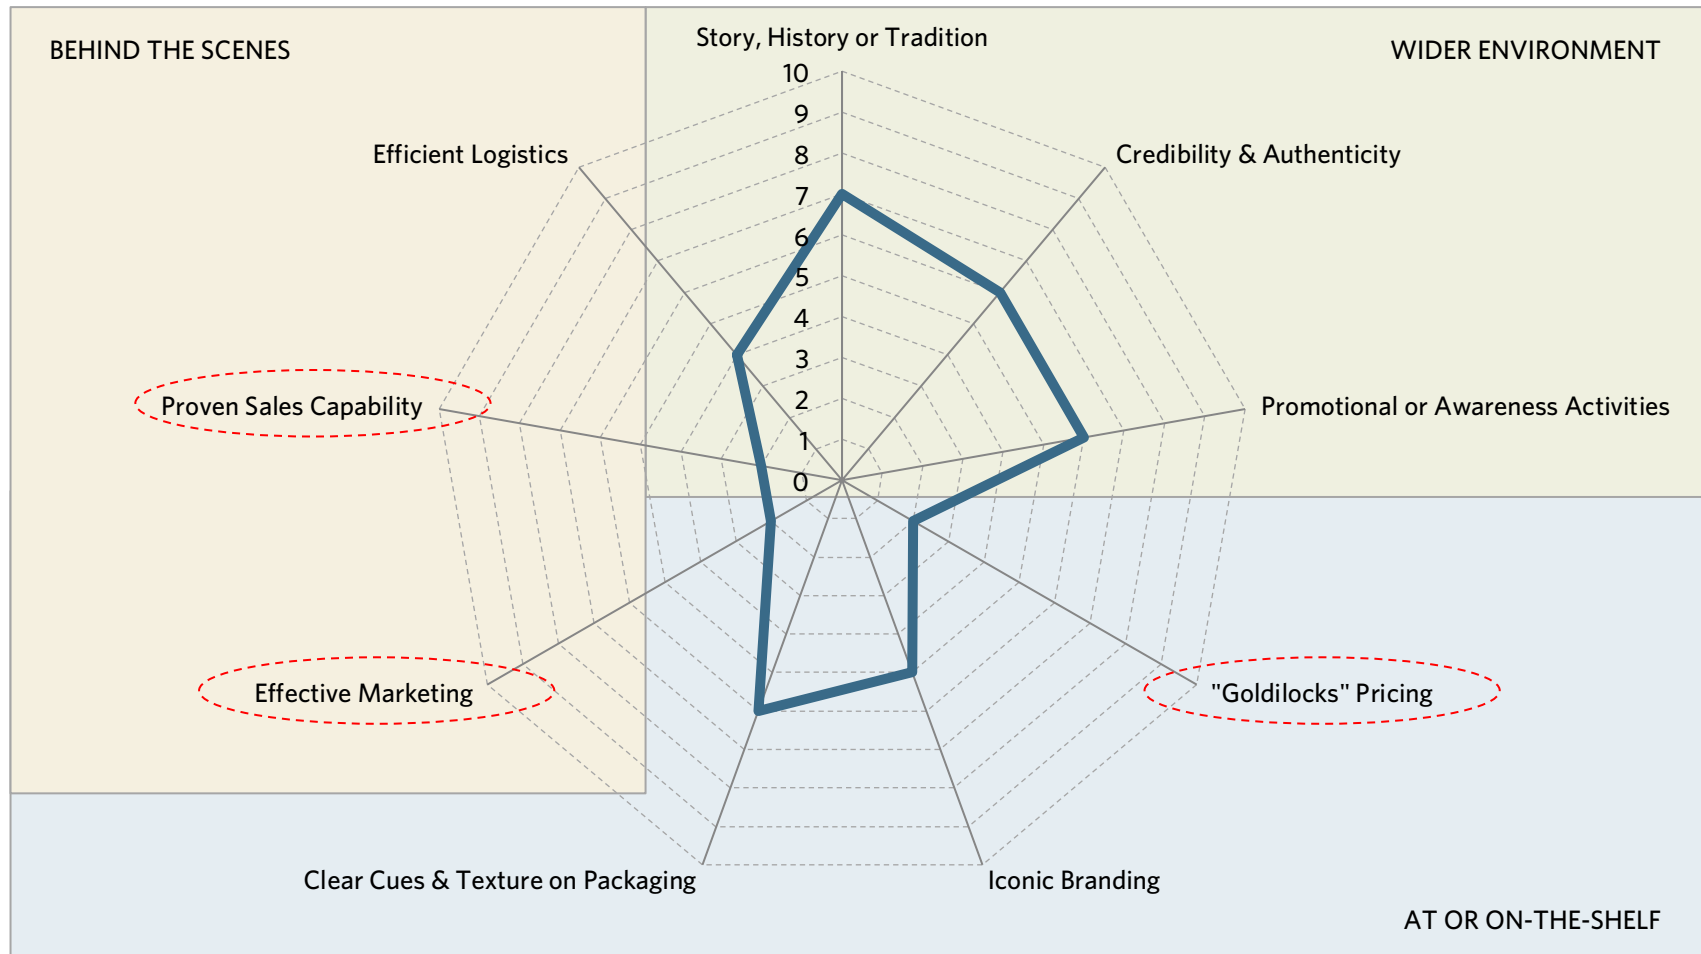 BEHIND THE SCENES
WIDER ENVIRONMENT
Story, History or Tradition
10
9
8
7
6
5
4
3
2
1
0
Efficient Logistics
Credibility & Authenticity
Proven Sales Capability
Promotional or Awareness Activities
Effective Marketing
"Goldilocks" Pricing
Clear Cues & Texture on Packaging
Iconic Branding
AT OR ON-THE-SHELF